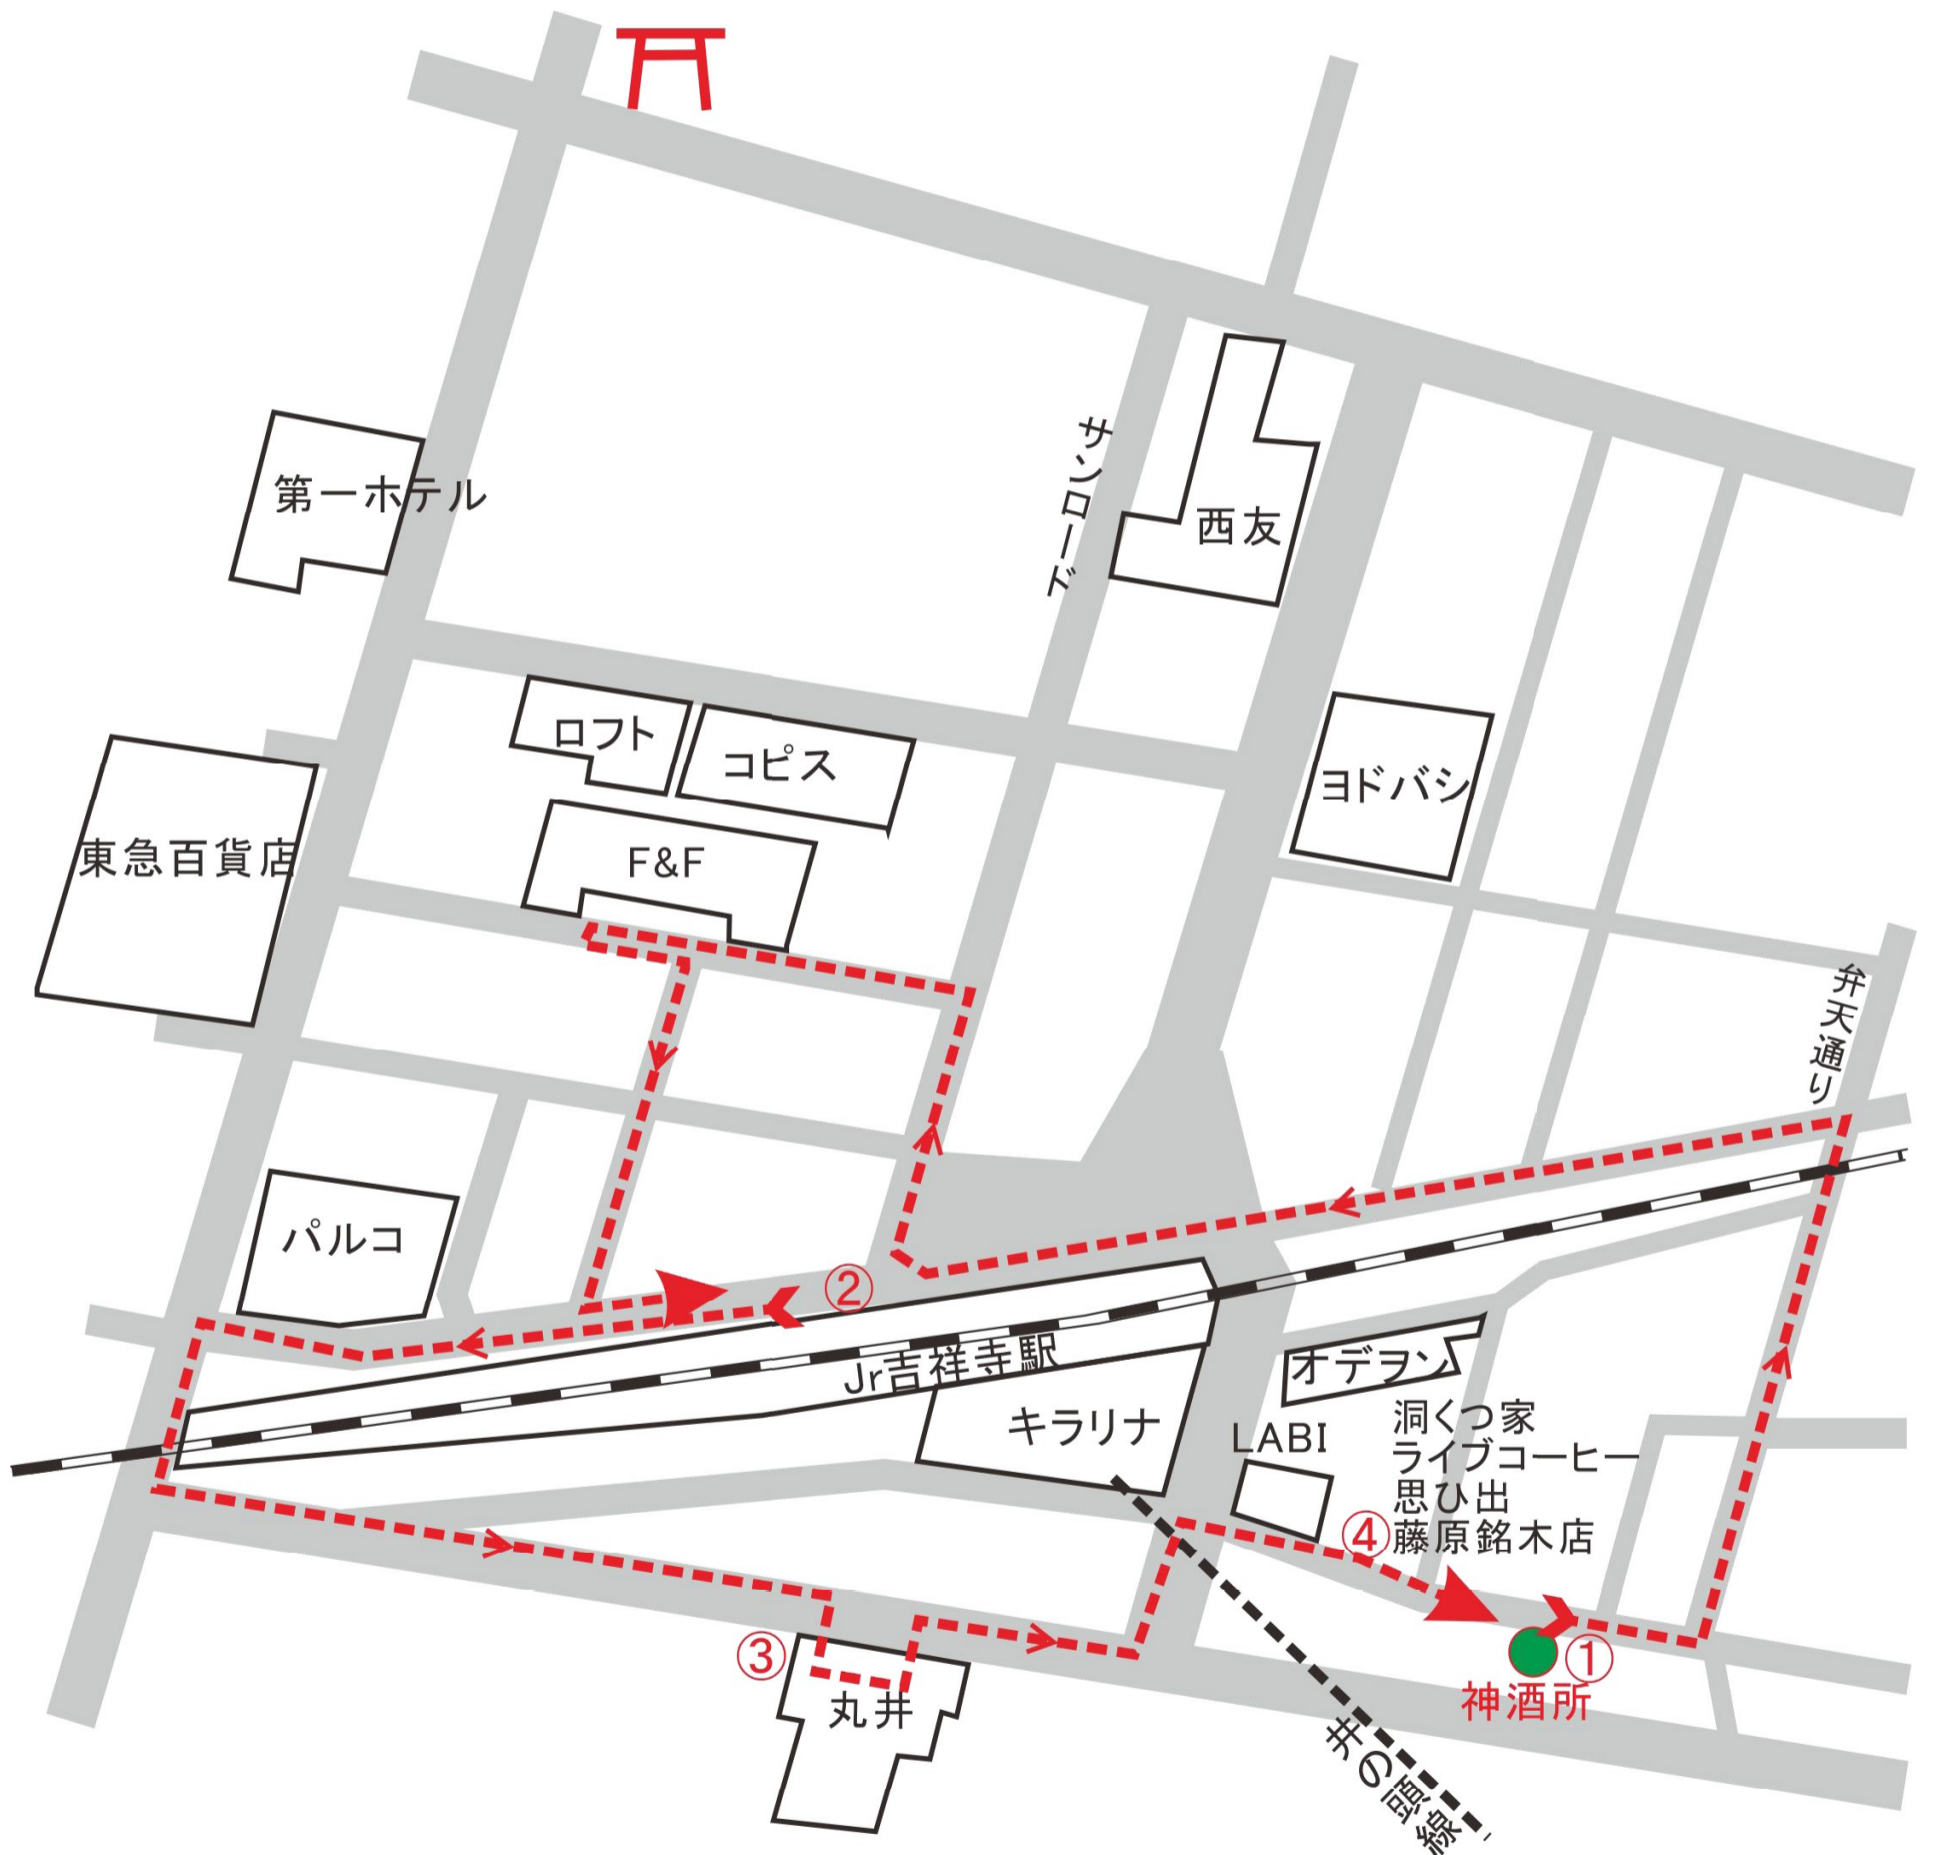 サンロード
第一ホテル
西友
ロフト
コピス
ヨドバシ
東急百貨店
F&F
弁天通り
パルコ
②
Jr吉祥寺駅
オデヲン
キラリナ
LABI
洞くつ家
ライブコーヒー
思ひ出
④藤原銘木店
③
丸井
①
神酒所
井の頭線